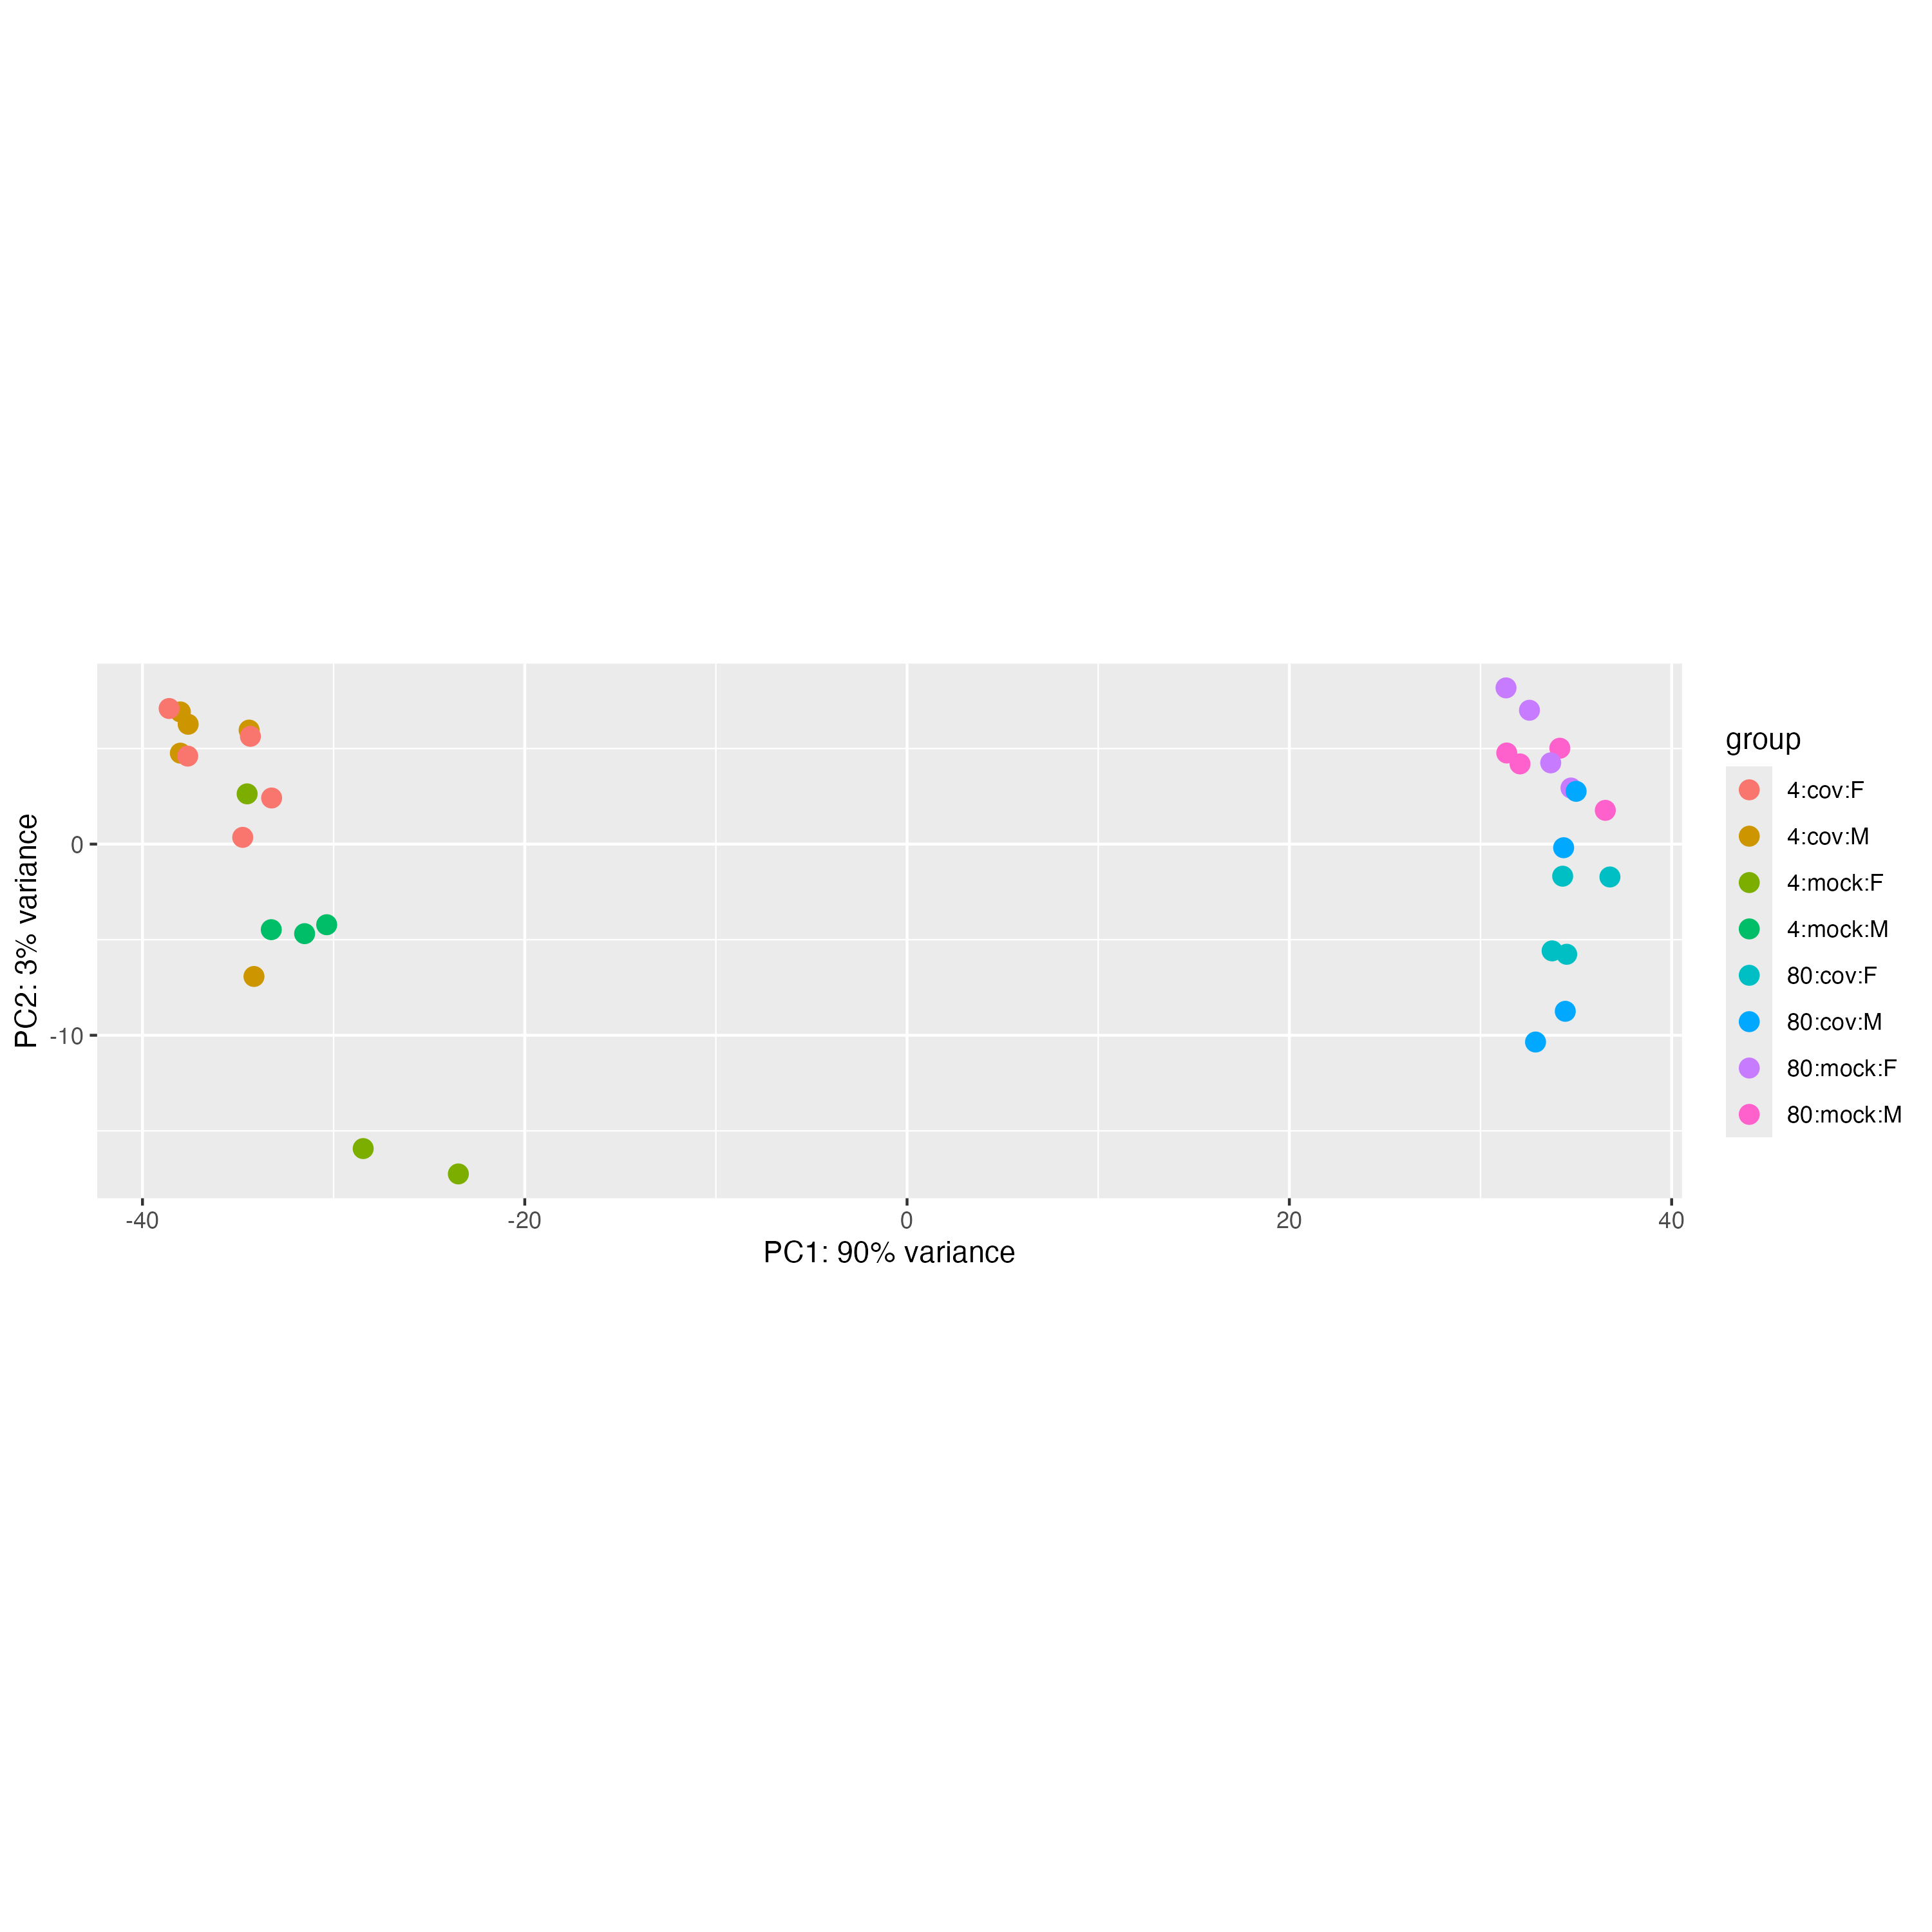 PC2: 3% variance
0
-10
-40
-20
0
20
40
PC1: 90% variance
group
4:cov:F
4:cov:M
4:mock:F
4:mock:M
80:cov:F
80:cov:M
80:mock:F
80:mock:M